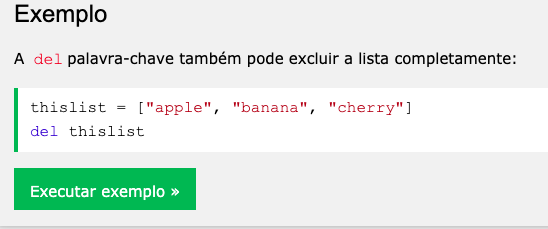 Exemplo
A del palavra-chave também pode excluir a lista completamente:
thislist = ["apple", "banana", "cherry"]
del thislist
Executar exemplo »